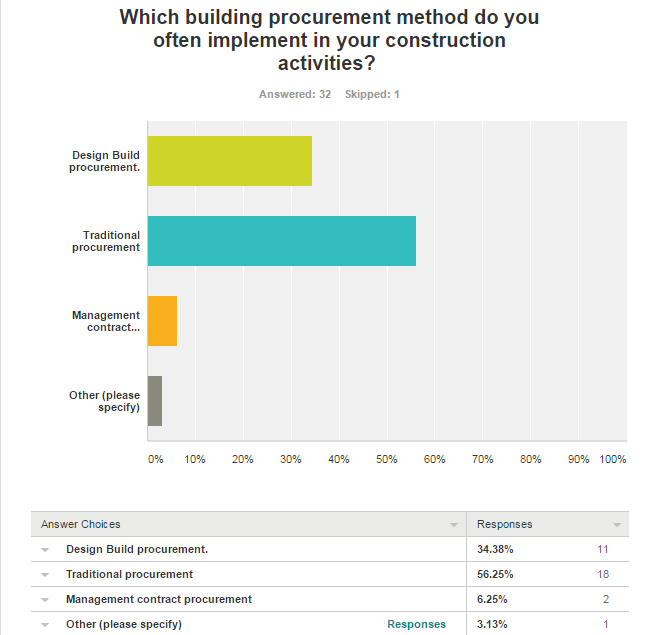 Which building procurement method do you
often implement in your construction
activities?
Answered: 32 Skipped: 1
Design Build
procurement.
Traditional
procurement
Management
contract...
Other (please
specify)
0% 10% 20% 30% 40% 50% 60% 70% 80% 90% 100%
Answer Choices Responses
Design Build procurement. 34.38% 11
Traditional procurement 56.25% 18
Management contract procurement 6.25% 2
Other (please specify) Responses 3.13% 1